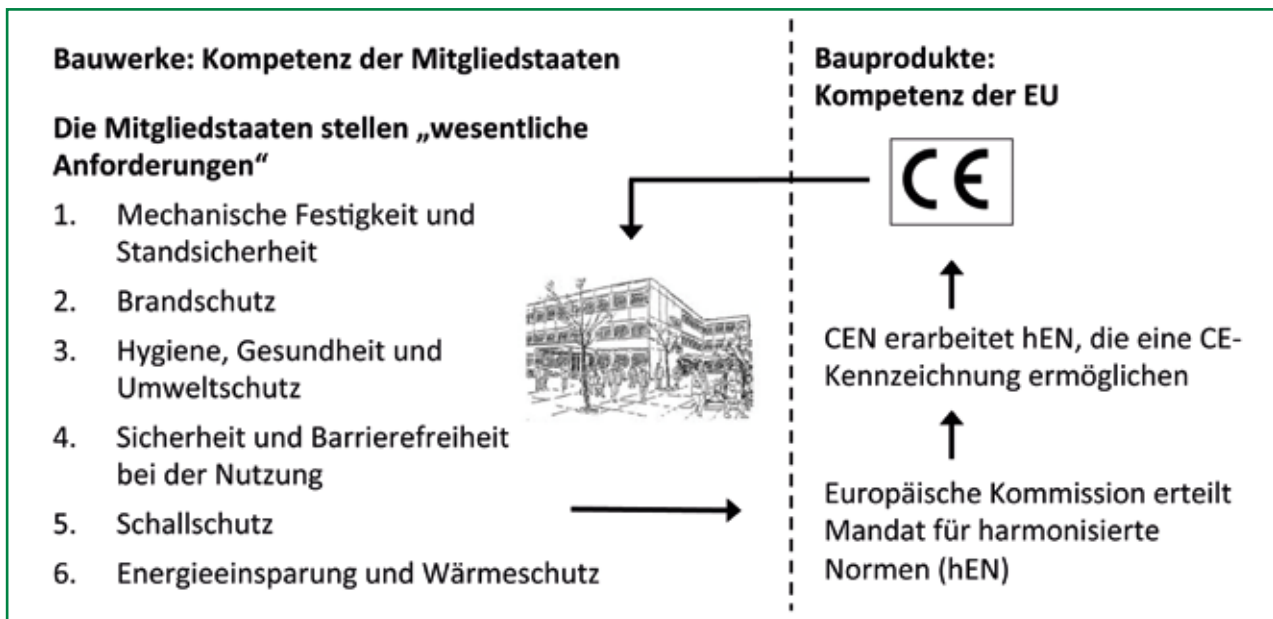 Bauwerke: Kompetenz der Mitgliedstaaten
Die Mitgliedstaaten stellen „wesentliche
Anforderungen“
1. Mechanische Festigkeit und
Standsicherheit
2. Brandschutz
3. Hygiene, Gesundheit und
Umweltschutz
4. Sicherheit und Barrierefreiheit
bei der Nutzung
5. Schallschutz
6. Energieeinsparung und Wärmeschutz
Bauprodukte:
Kompetenz der EU
CE
CEN erarbeitet hEN, die eine CE-
Kennzeichnung ermöglichen
Europäische Kommission erteilt
Mandat für harmonisierte
Normen (hEN)